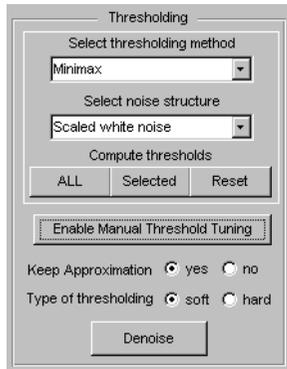 Thresholding
Select thresholding method
Minimax
Select noise structure
Scaled white noise
Compute thresholds
ALL Selected Reset
Enable Manual Threshold Tuning
Keep Approximation yes no
Type of thresholding soft hard
Denoise